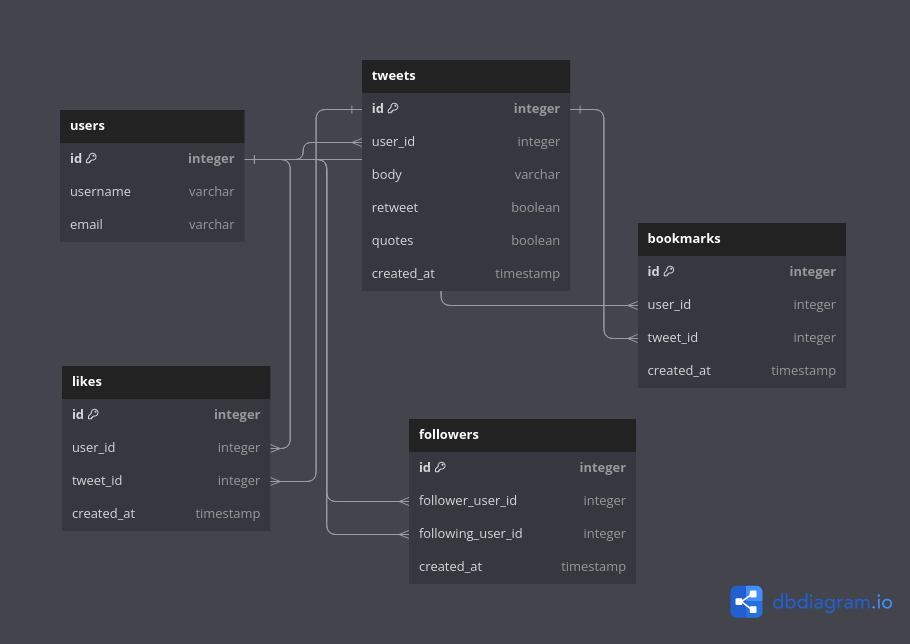 tweets
id integer
user_id integer
body varchar
retweet boolean
quotes boolean
created_at timestamp
users
id integer
username varchar
email varchar
bookmarks
id integer
user_id integer
tweet_id integer
created_at timestamp
likes
id integer
user_id integer
tweet_id integer
created_at timestamp
followers
id integer
follower_user_id integer
following_user_id integer
created_at timestamp
dbdiagram.io